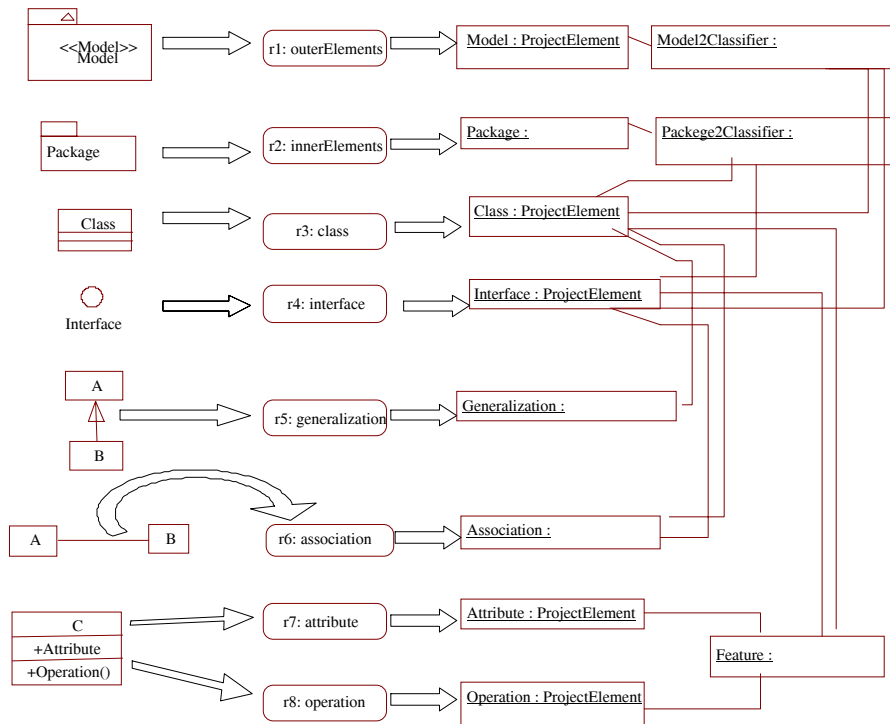 <<Model>>
Model
r1: outerElements
Model : ProjectElement
Model2Classifier :
Package
r2: innerElements
Package :
Packege2Classifier :
Class
r3: class
Class : ProjectElement
Interface
r4: interface
Interface : ProjectElement
A
B
r5: generalization
Generalization :
A
B
r6: association
Association :
C
+Attribute
+Operation()
r7: attribute
Attribute : ProjectElement
Feature :
r8: operation
Operation : ProjectElement